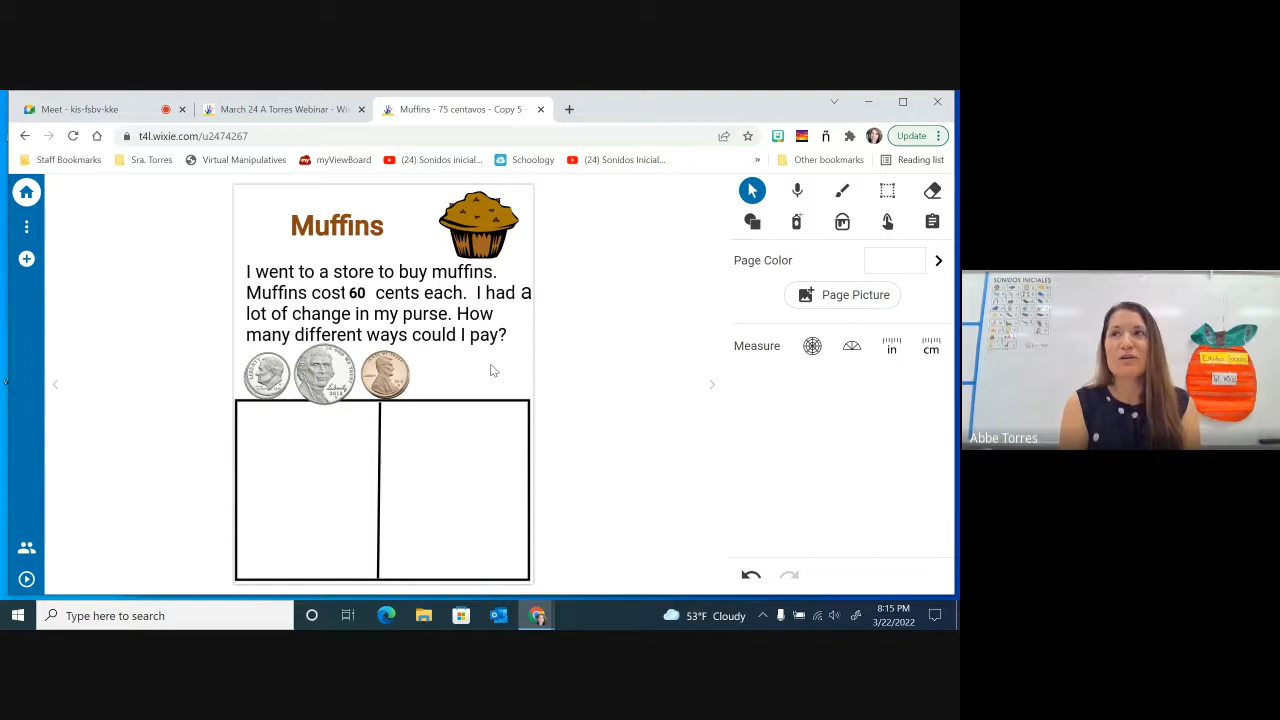 Meet - kis-fsbv-kke
March 24 A Torres Webinar - Wi
Muffins - 75 centavos - Copy 5 -
t4l.wixie.com/u2474267
Update
Staff Bookmarks
Sra. Torres
Virtual Manipulatives
myViewBoard
(24) Sonidos inicial...
Schoology
(24) Sonidos Inicial...
»
Other bookmarks
Reading list
Muffins
I went to a store to buy muffins.
Muffins cost 60 cents each. I had a
lot of change in my purse. How
many different ways could I pay?
Page Color
Page Picture
Measure
in
cm
SONIDOS INICIALES
Abbe Torres
Type here to search
53°F Cloudy
8:15 PM
3/22/2022